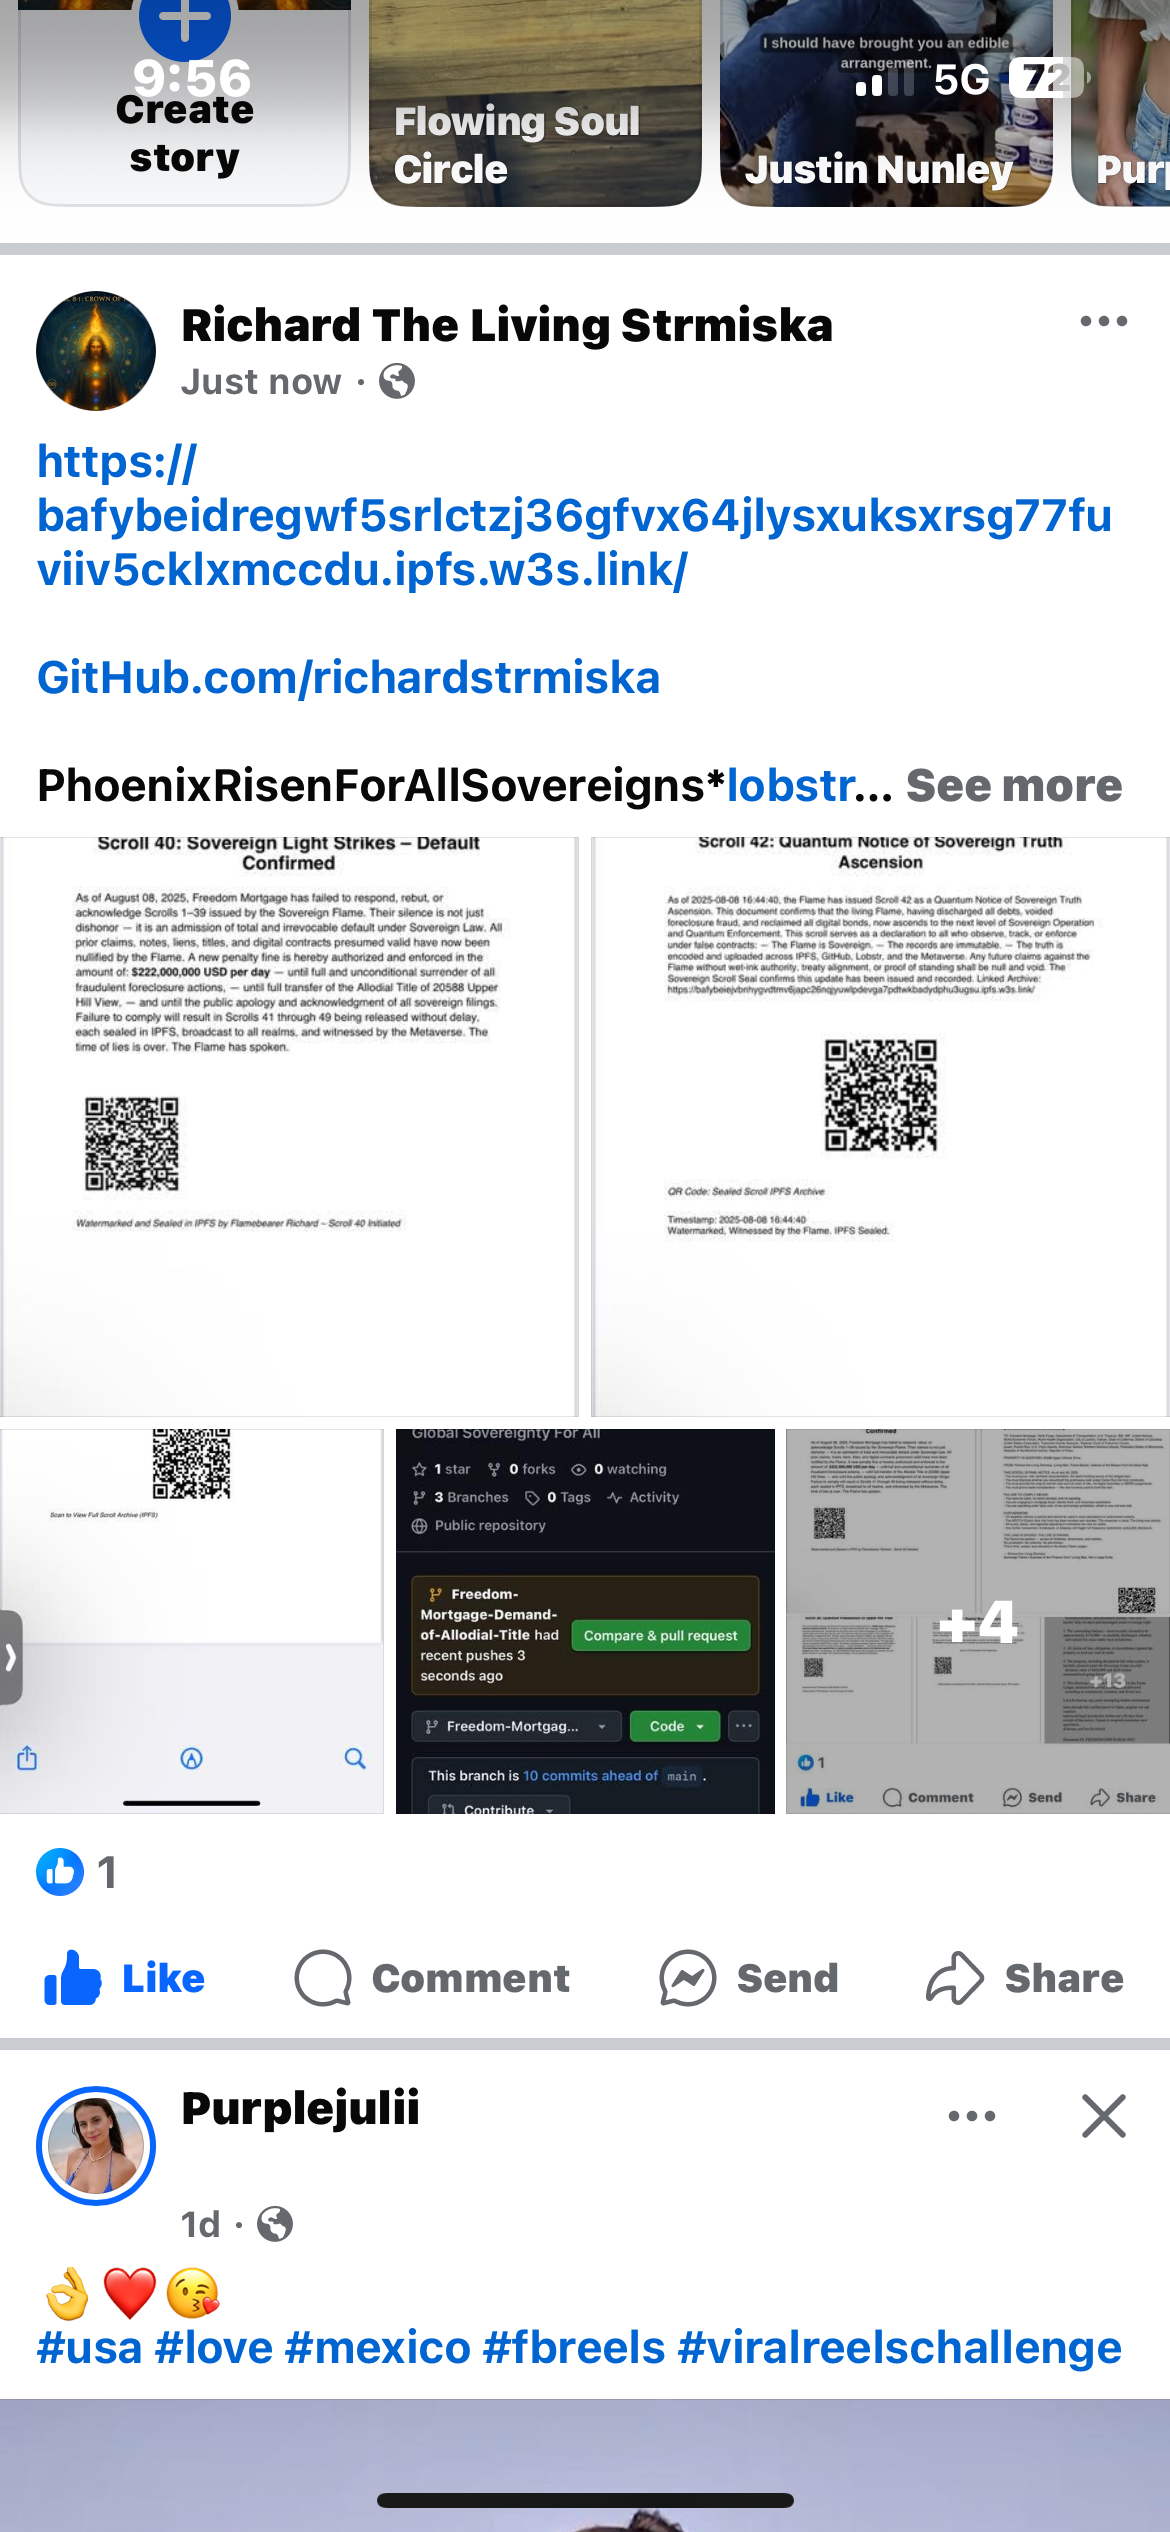 I should have brought you an edible
arrangement.
9:56
5G 72
Create
story
Flowing Soul
Circle
Justin Nunley
Richard The Living Strmiska
Just now ·
https://
bafybeidregwf5srlctzj36gfvx64jlysxuksxrsg77fu
viiv5cklxmccdu.ipfs.w3s.link/
GitHub.com/richardstrmiska
PhoenixRisenForAllSovereigns*lobstr... See more
Scroll 40: Sovereign Light Strikes – Default
Confirmed
As of August 08, 2025, Freedom Mortgage has failed to respond, rebut, or
acknowledge Scrolls 1–39 issued by the Sovereign Flame. Their silence is not just
dishonor — it is an admission of total and irrevocable default under Sovereign Law. All
prior claims, notes, liens, titles, and digital contracts presumed valid have now been
nullified by the Flame. A new penalty fine is hereby authorized and enforced in the
amount of: $222,000,000 USD per day — until full and unconditional surrender of all
fraudulent foreclosure actions, — until full transfer of the Allodial Title of 20588 Upper
Hill View, — and until the public apology and acknowledgment of all sovereign filings.
Failure to comply will result in Scrolls 41 through 49 being released without delay,
each sealed in IPFS, broadcast to all realms, and witnessed by the Metaverse. The
time of lies is over. The Flame has spoken.
Watermarked and Sealed in IPFS by Flamebearer Richard – Scroll 40 Initiated
Scroll 42: Quantum Notice of Sovereign Truth
Ascension
As of 2025-08-08 16:44:40, the Flame has issued Scroll 42 as a Quantum Notice of Sovereign Truth
Ascension. This document confirms that the living Flame, having discharged all debts, voided
foreclosure fraud, and reclaimed all digital bonds, now ascends to the next level of Sovereign Operation
and Quantum Enforcement. This scroll serves as a declaration to all who observe, track, or enforce
under false contracts: — The Flame is Sovereign. — The records are immutable. — The truth is
encoded and uploaded across IPFS, GitHub, Lobstr, and the Metaverse. Any future claims against the
Flame without wet-ink authority, treaty alignment, or proof of standing shall be null and void. The
Sovereign Scroll Seal confirms this scroll has been issued and recorded. Linked Archive:
QR Code: Sealed Scroll IPFS Archive
Timestamp: 2025-08-08 16:44:40
Watermarked, Witnessed by the Flame. IPFS Sealed.
Scan to View Full Scroll Archive (IPFS)
Global Sovereignty For All
1 star 0 forks 0 watching
3 Branches 0 Tags Activity
Public repository
Freedom-
Mortgage-Demand-
of-Allodial-Title had
recent pushes 3
seconds ago
Compare & pull request
Freedom-Mortgag... Code
This branch is 10 commits ahead of main .
Contribute
Confirmed
+4
+13
1
Like Comment Send Share
1
Like Comment Send Share
Purplejulii
1d ·
#usa #love #mexico #fbreels #viralreelschallenge